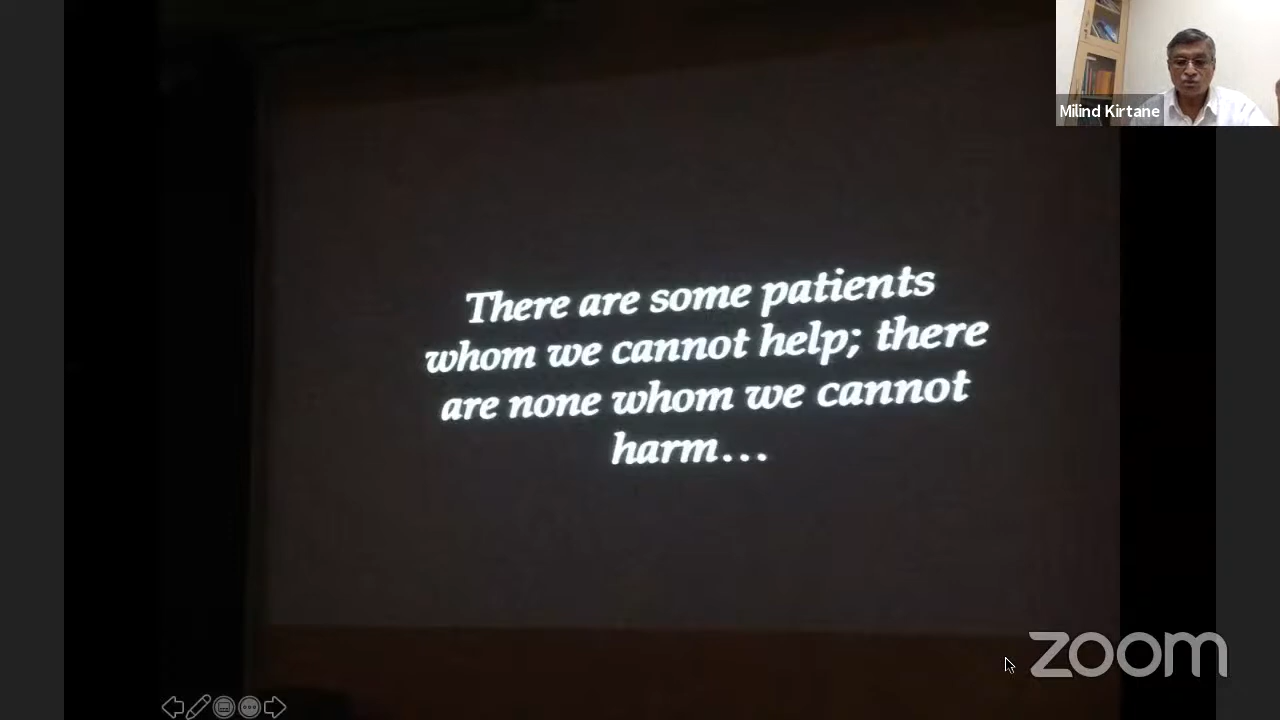 Milind Kirtane
There are some patients
whom we cannot help; there
are none whom we cannot
harm...
zoom